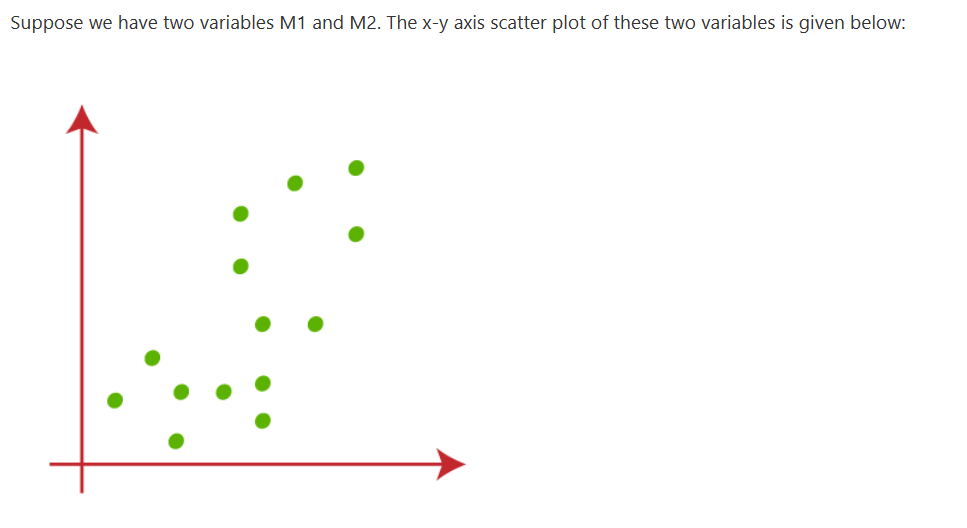 Suppose we have two variables M1 and M2. The x-y axis scatter plot of these two variables is given below: